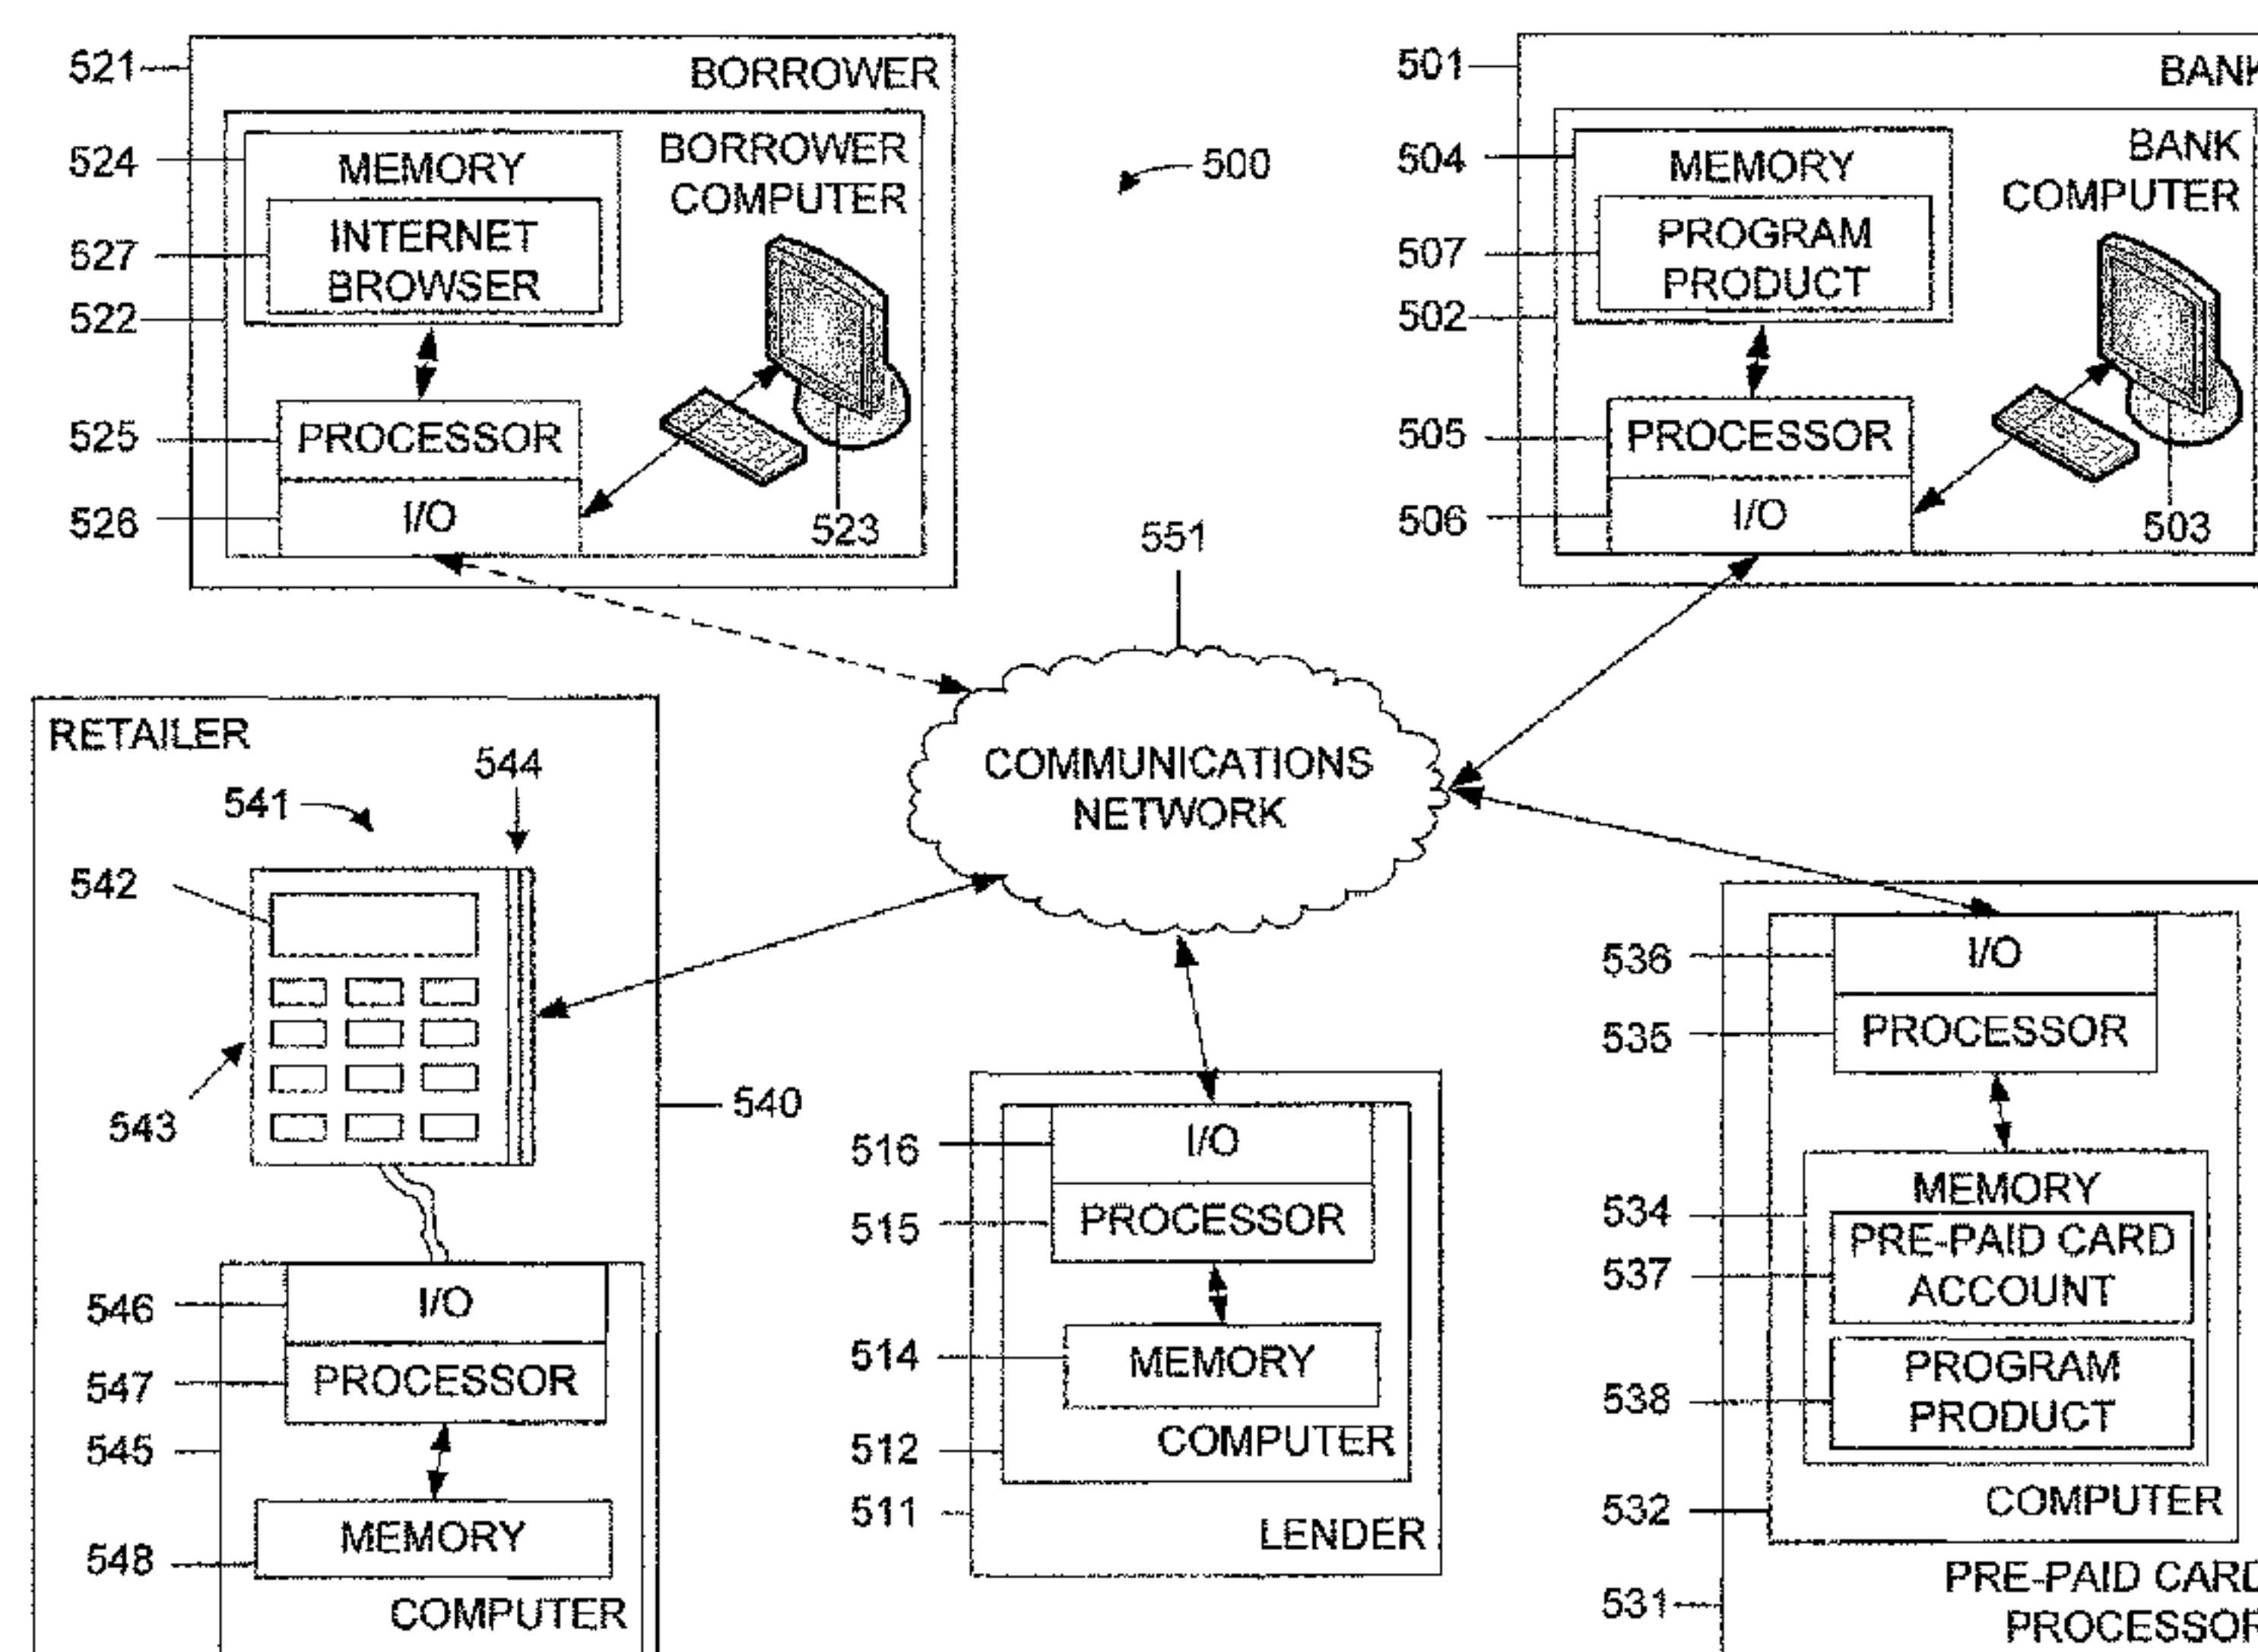 521
BORROWER
524
MEMORY
BORROWER
COMPUTER
527
INTERNET
BROWSER
522
525
PROCESSOR
526
I/O
523
500
501
BANK
504
MEMORY
BANK
COMPUTER
507
PROGRAM
PRODUCT
502
505
PROCESSOR
506
I/O
503
551
COMMUNICATIONS
NETWORK
RETAILER
544
541
542
543
540
546
I/O
547
PROCESSOR
545
548
MEMORY
COMPUTER
516
I/O
515
PROCESSOR
514
MEMORY
512
COMPUTER
511
LENDER
536
I/O
535
PROCESSOR
534
MEMORY
537
PRE-PAID CARD
ACCOUNT
538
PROGRAM
PRODUCT
532
COMPUTER
531
PRE-PAID CARD
PROCESSOR